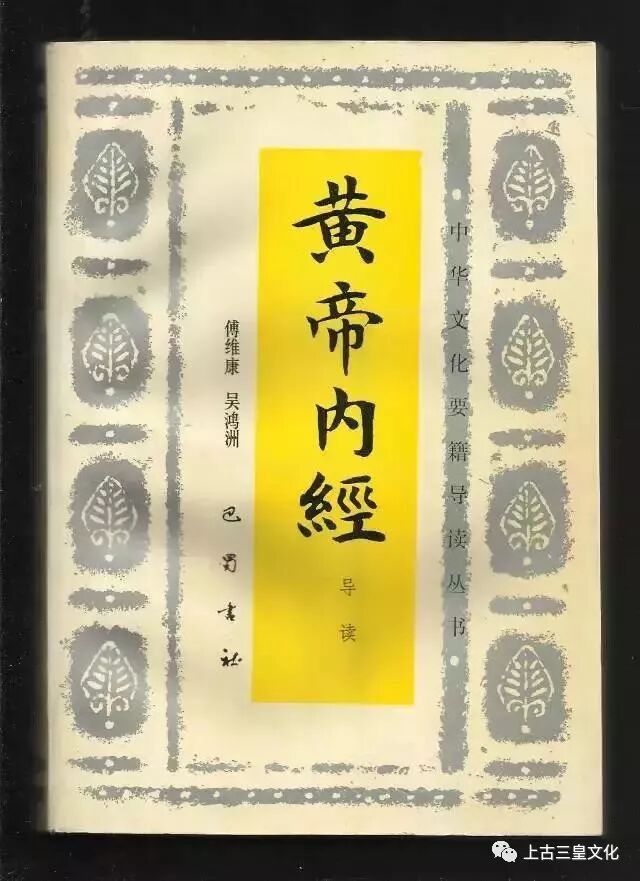 中华文化要籍导读丛书
黄帝内經
导读
傅维康 吴鸿洲
巴蜀书社
上古三皇文化